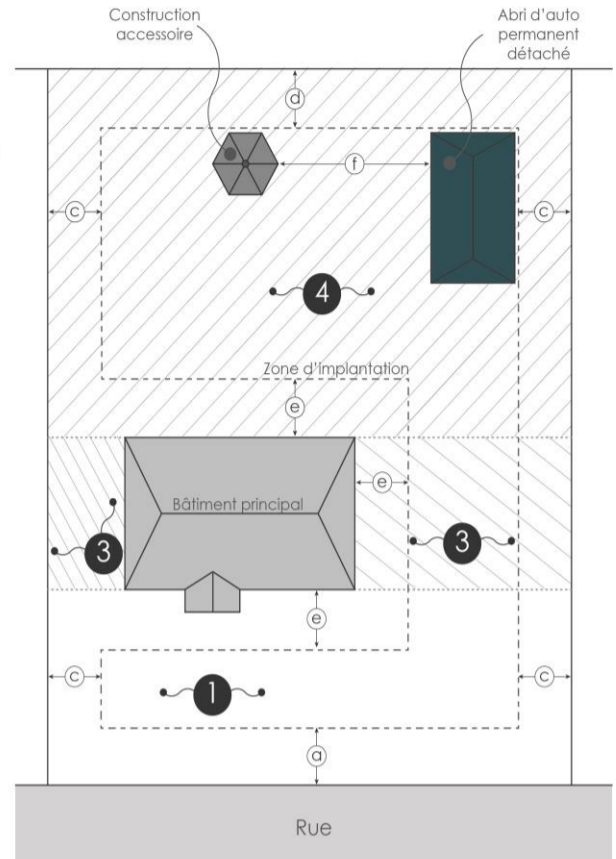 Construction
accessoire
Abri d'auto
permanent
détaché
d
f
c
c
4
Zone d'implantation
e
Bâtiment principal
e
3
3
e
c
c
1
a
Rue